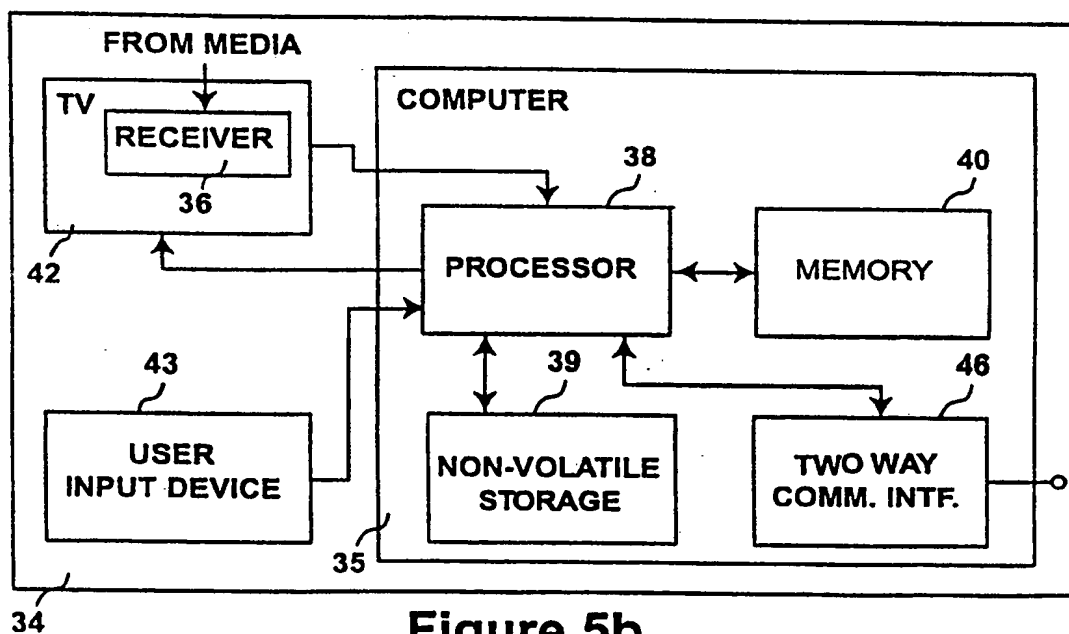 FROM MEDIA
TV
RECEIVER
36
42
COMPUTER
38
PROCESSOR
40
MEMORY
43
USER
INPUT DEVICE
39
NON-VOLATILE
STORAGE
46
TWO WAY
COMM. INTF.
35
34
Figure 5b